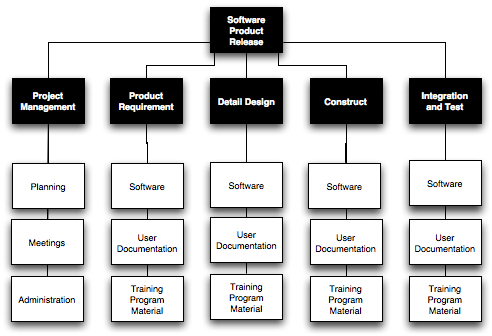 Software
Product
Release
Project
Management
Product
Requirement
Detail Design
Construct
Integration
and Test
Planning
Software
Software
Software
Software
Meetings
User
Documentation
User
Documentation
User
Documentation
User
Documentation
Administration
Training
Program
Material
Training
Program
Material
Training
Program
Material
Training
Program
Material